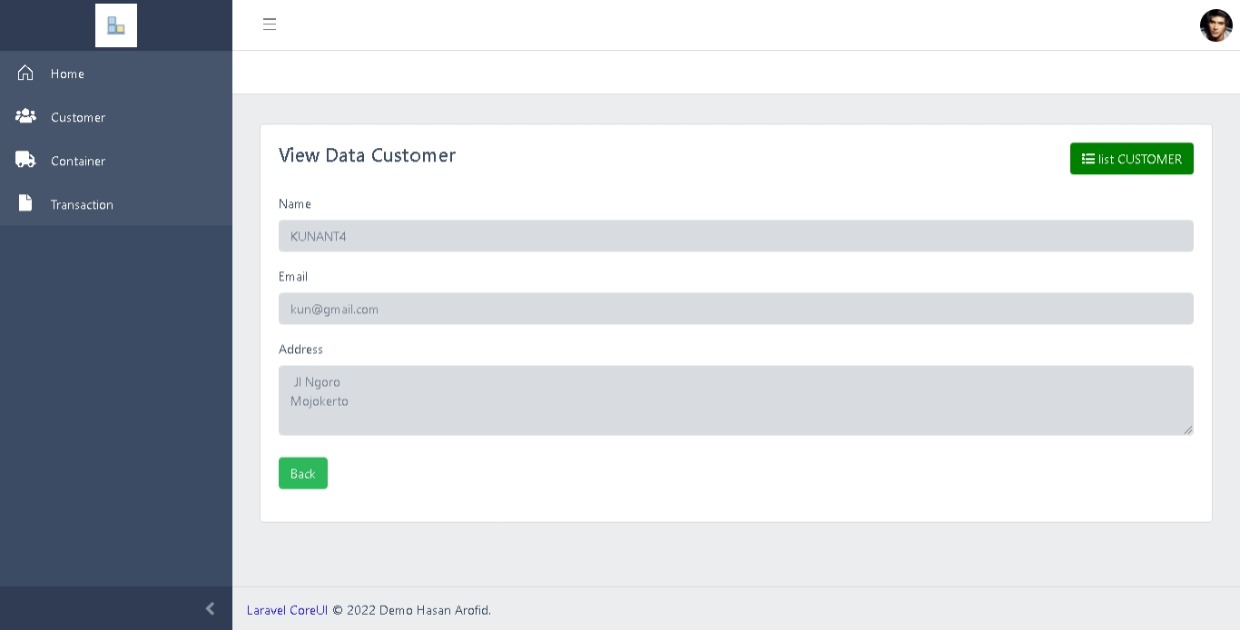 Home
Customer
Container
Transaction
View Data Customer
list CUSTOMER
Name
KUNANT4
Email
kun@gmail.com
Address
Jl Ngoro
Mojokerto
Back
Laravel CoreUI © 2022 Demo Hasan Arofid.